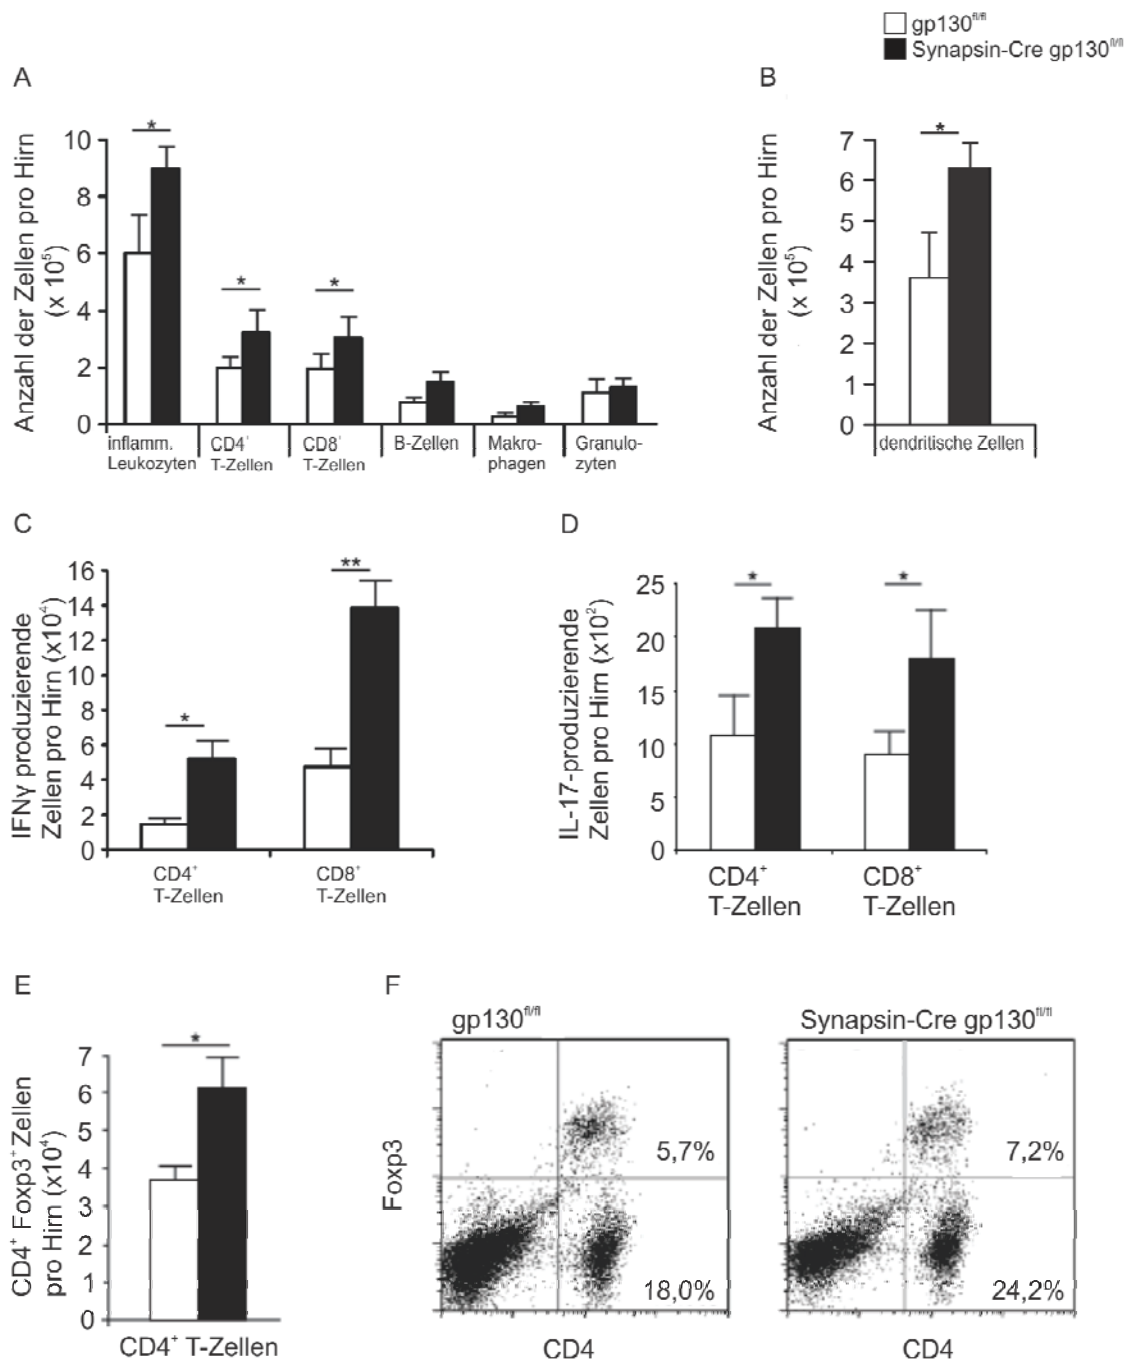 gp130fl/fl
Synapsin-Cre gp130fl/fl
A
B
Anzahl der Zellen pro Hirn
(x 10⁵)
10
8
6
4
2
0
*
*
*
inflamm.
Leukozyten
CD4⁺
T-Zellen
CD8⁺
T-Zellen
B-Zellen
Makro-
phagen
Granulo-
zyten
Anzahl der Zellen pro Hirn
(x 10⁵)
7
6
5
4
3
2
1
0
*
dendritische Zellen
C
D
IFNγ produzierende
Zellen pro Hirn (x10⁴)
16
14
12
10
8
6
4
2
0
*
**
CD4⁺
T-Zellen
CD8⁺
T-Zellen
IL-17-produzierende
Zellen pro Hirn (x10²)
25
20
15
10
5
0
*
*
CD4⁺
T-Zellen
CD8⁺
T-Zellen
E
F
CD4⁺ Foxp3⁺Zellen
pro Hirn (x10⁴)
7
6
5
4
3
2
1
0
*
CD4⁺ T-Zellen
gp130fl/fl
Synapsin-Cre gp130fl/fl
Foxp3
5,7%
18,0%
7,2%
24,2%
CD4
CD4